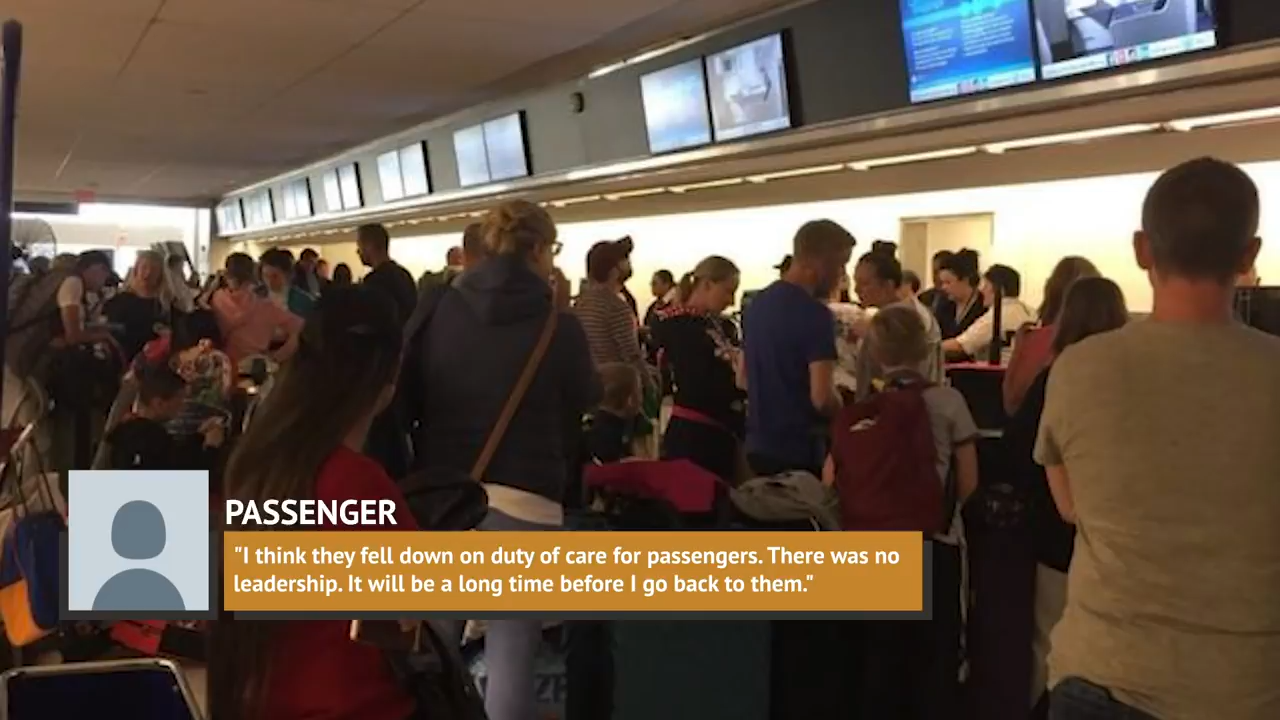 PASSENGER
"I think they fell down on duty of care for passengers. There was no
leadership. It will be a long time before I go back to them."